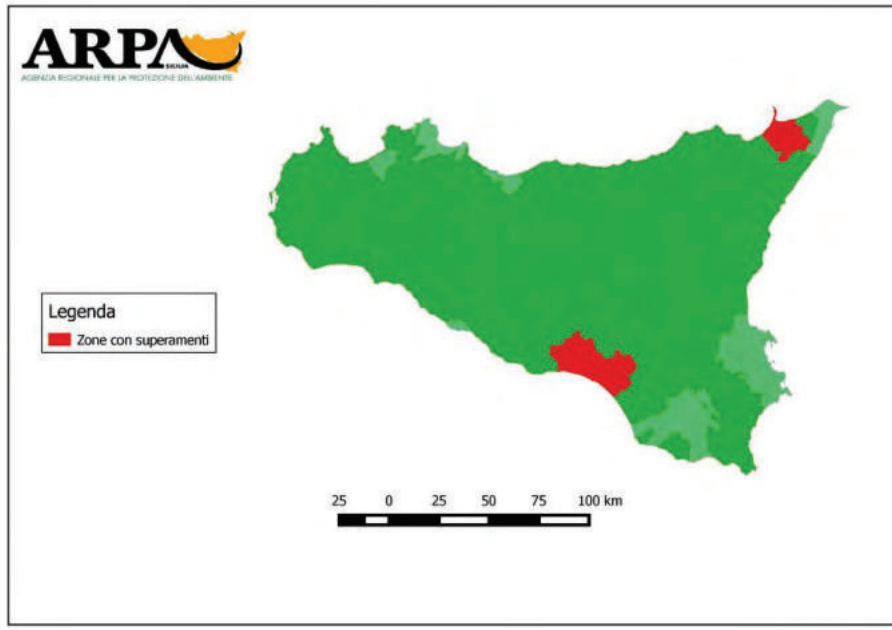 ARPA
SICILIA
AGENZIA REGIONALE PER LA PROTEZIONE DELL'AMBIENTE
Legenda
Zone con superamenti
25 0 25 50 75 100 km